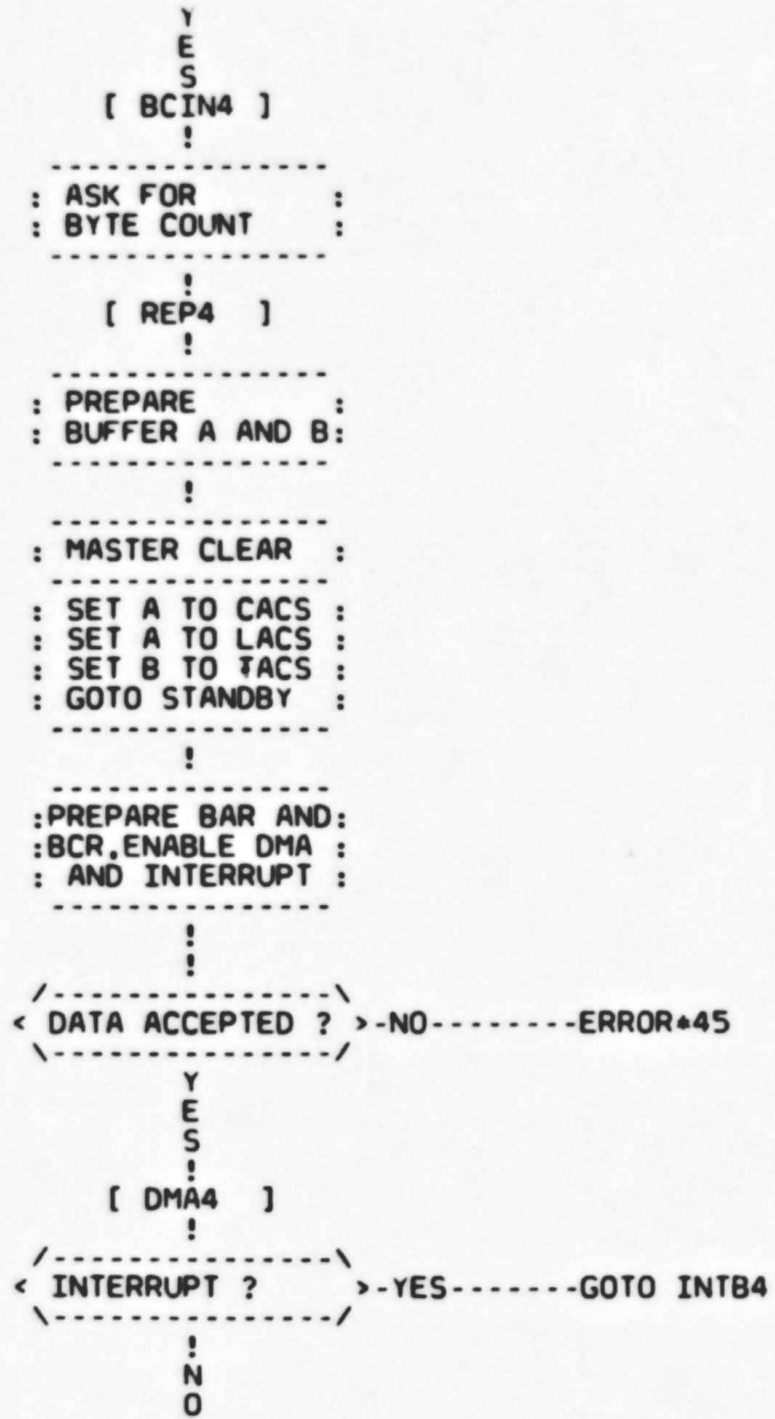 Y
E
S
[ BCIN4 ]
!
---------------
: ASK FOR :
: BYTE COUNT :
---------------
!
[ REP4 ]
!
---------------
: PREPARE :
: BUFFER A AND B:
---------------
!
---------------
: MASTER CLEAR :
---------------
: SET A TO CACS :
: SET A TO LACS :
: SET B TO TACS :
: GOTO STANDBY :
---------------
!
---------------
:PREPARE BAR AND:
:BCR.ENABLE DMA :
: AND INTERRUPT :
---------------
!
!
/---------------\
< DATA ACCEPTED ? >-NO--------ERROR*45
\---------------/
Y
E
S
!
[ DMA4 ]
!
/---------------\
< INTERRUPT ? >-YES-------GOTO INTB4
\---------------/
!
N
O